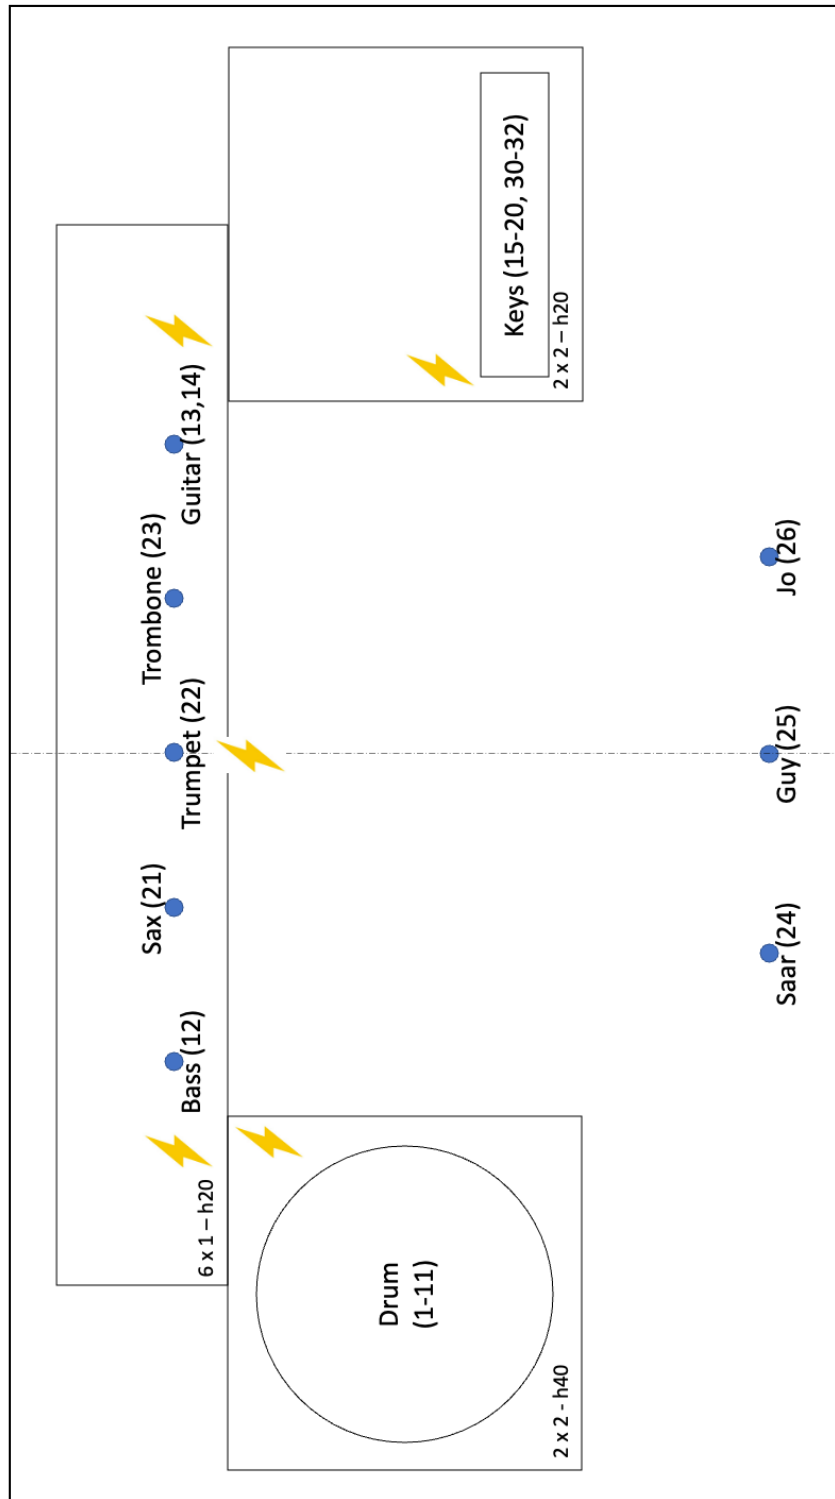 Bass (12)
Sax (21)
Trumpet (22)
Trombone (23)
Guitar (13,14)
6 x 1 – h20
Drum
(1-11)
2 x 2 - h40
Keys (15-20, 30-32)
2 x 2 – h20
Saar (24)
Guy (25)
Jo (26)